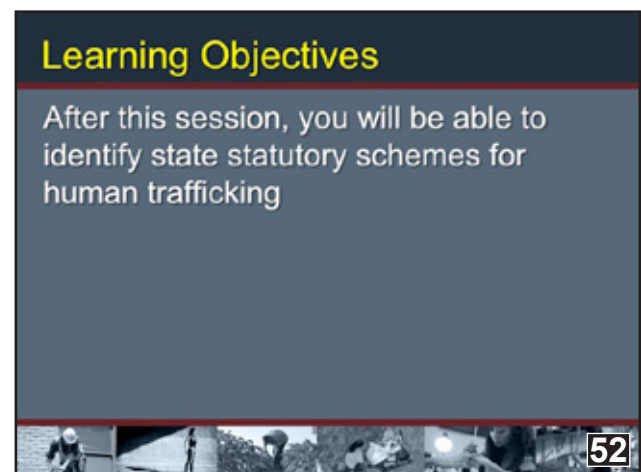 Learning Objectives
After this session, you will be able to
identify state statutory schemes for
human trafficking
52